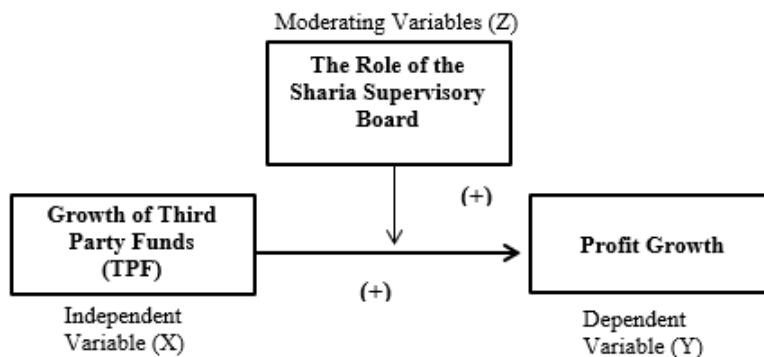 Moderating Variables (Z)
The Role of the
Sharia Supervisory
Board
(+)
Growth of Third
Party Funds
(TPF)
Profit Growth
(+)
Independent
Variable (X)
Dependent
Variable (Y)